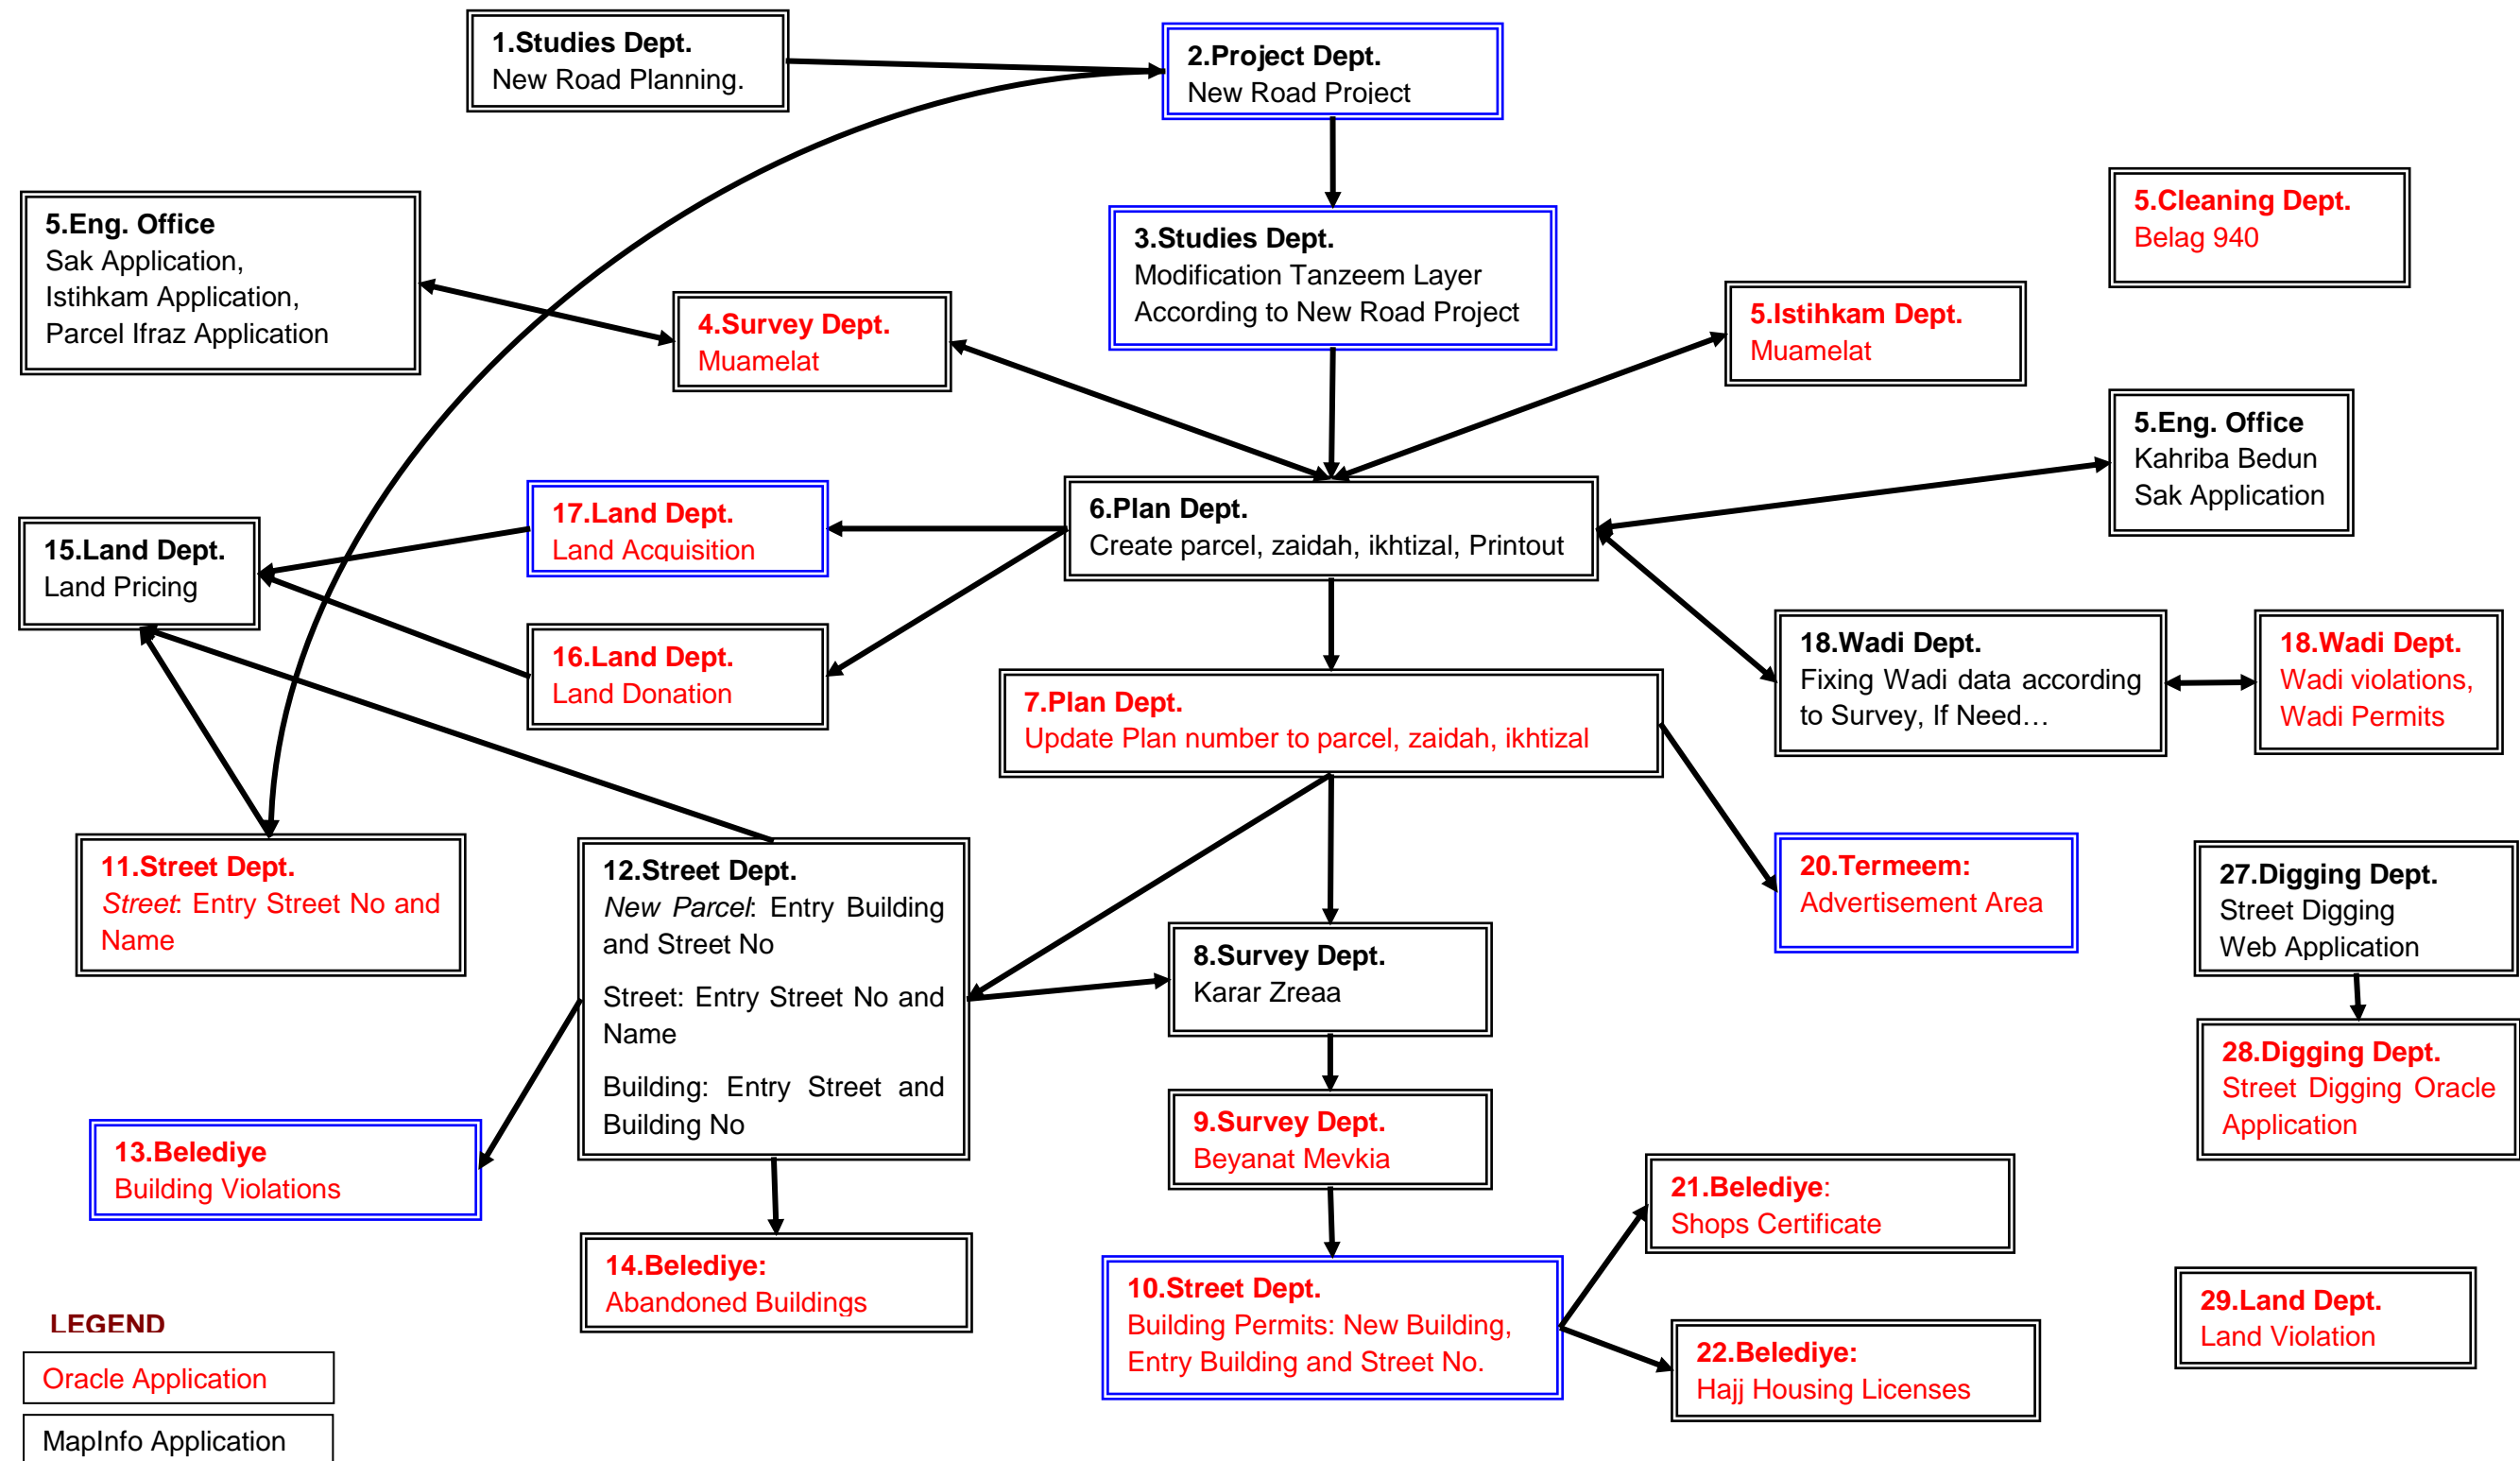 1.Studies Dept.
New Road Planning.
2.Project Dept.
New Road Project
5.Eng. Office
Sak Application,
Istihkam Application,
Parcel Ifraz Application
4.Survey Dept.
Muamelat
3.Studies Dept.
Modification Tanzeem Layer
According to New Road Project
5.Cleaning Dept.
Belag 940
5.Istihkam Dept.
Muamelat
5.Eng. Office
Kahriba Bedun
Sak Application
15.Land Dept.
Land Pricing
17.Land Dept.
Land Acquisition
6.Plan Dept.
Create parcel, zaidah, ikhtizal, Printout
16.Land Dept.
Land Donation
18.Wadi Dept.
Fixing Wadi data according
to Survey, If Need…
18.Wadi Dept.
Wadi violations,
Wadi Permits
7.Plan Dept.
Update Plan number to parcel, zaidah, ikhtizal
11.Street Dept.
Street: Entry Street No and
Name
12.Street Dept.
New Parcel: Entry Building
and Street No
Street: Entry Street No and
Name
Building: Entry Street and
Building No
8.Survey Dept.
Karar Zreaa
20.Termeem:
Advertisement Area
27.Digging Dept.
Street Digging
Web Application
28.Digging Dept.
Street Digging Oracle
Application
13.Belediye
Building Violations
9.Survey Dept.
Beyanat Mevkia
14.Belediye:
Abandoned Buildings
10.Street Dept.
Building Permits: New Building,
Entry Building and Street No.
21.Belediye:
Shops Certificate
22.Belediye:
Hajj Housing Licenses
29.Land Dept.
Land Violation
LEGEND
Oracle Application
MapInfo Application